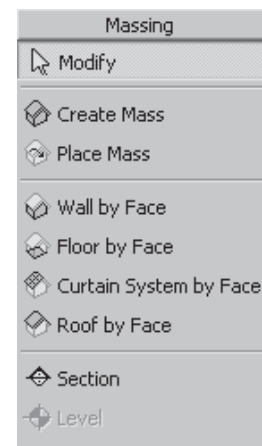 Massing
Modify
Create Mass
Place Mass
Wall by Face
Floor by Face
Curtain System by Face
Roof by Face
Section
Level